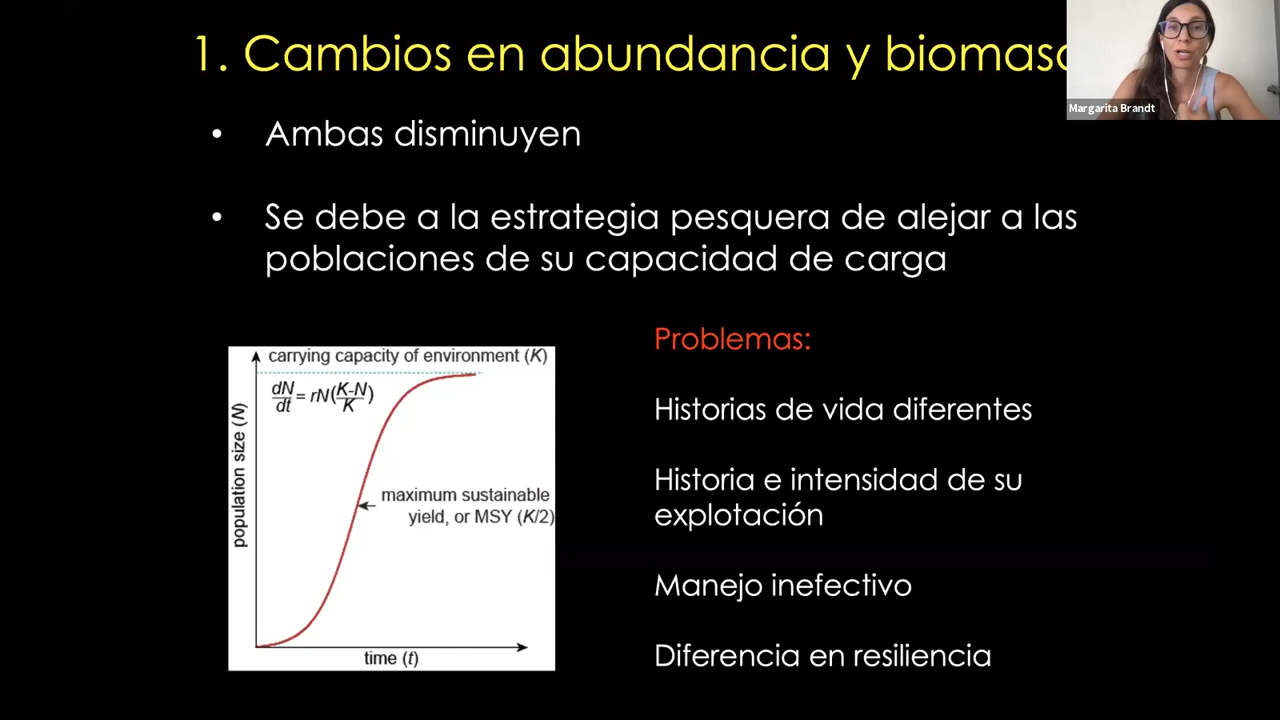 1. Cambios en abundancia y biomasa
Margarita Brandt
• Ambas disminuyen
• Se debe a la estrategia pesquera de alejar a las
poblaciones de su capacidad de carga
carrying capacity of environment (K)
dN/dt = rN(K-N/K)
population size (N)
maximum sustainable
yield, or MSY (K/2)
time (t)
Problemas:
Historias de vida diferentes
Historia e intensidad de su
explotación
Manejo inefectivo
Diferencia en resiliencia